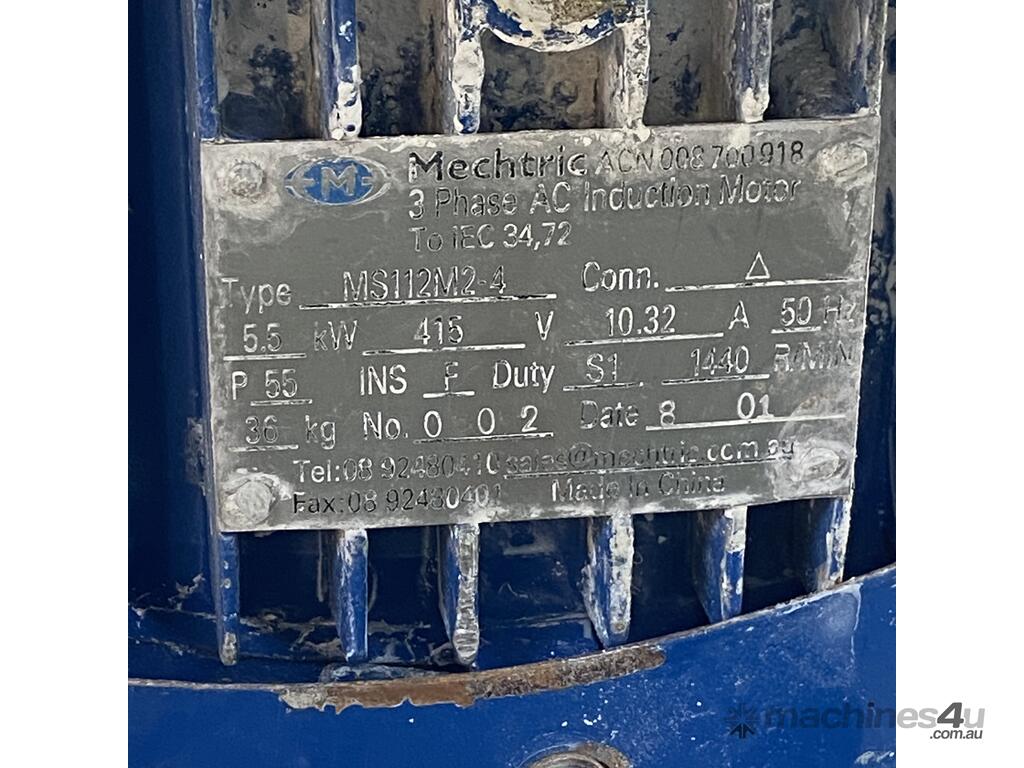 M Mechtric ACN 008 700 918
3 Phase AC Induction Motor
To IEC 34,72
Type MS112M2-4 Conn. Δ
5.5 kW 415 V 10.32 A 50 Hz
P 55 INS F Duty S1 1440 R/MIN
36 kg No. 0 0 2 Date 8 01
Tel:08 92480410 sales@mechtric.com.au
Fax:08 92480401 Made In China
machines4u
.com.au